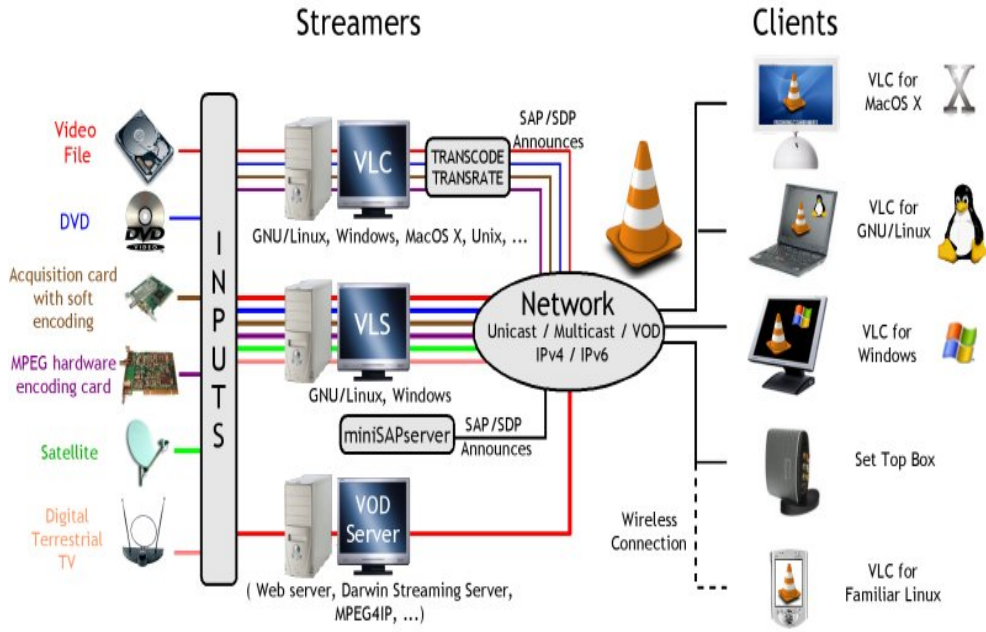 Streamers
Clients
Video
File
DVD
DVD
VIDEO
Acquisition card
with soft
encoding
MPEG hardware
encoding card
Satellite
Digital
Terrestrial
TV
INPUTS
VLC
TRANSCODE
TRANSRATE
SAP/SDP
Announces
GNU/Linux, Windows, MacOS X, Unix, ...
VLS
GNU/Linux, Windows
Network
Unicast / Multicast / VOD
IPv4 / IPv6
miniSAPserver
SAP/SDP
Announces
VOD
Server
( Web server, Darwin Streaming Server,
MPEG4IP, ...)
Wireless
Connection
VLC for
MacOS X
X
VLC for
GNU/Linux
VLC for
Windows
Set Top Box
VLC for
Familiar Linux